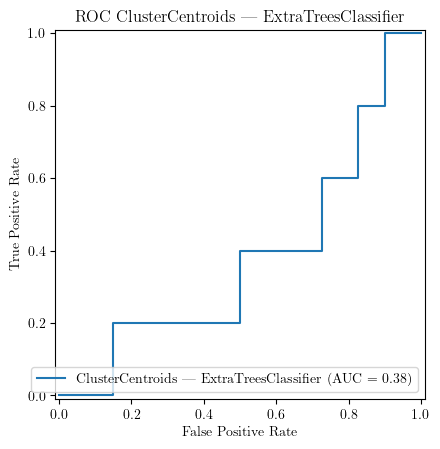 ROC ClusterCentroids — ExtraTreesClassifier
1.0
0.8
0.6
0.4
0.2
0.0
True Positive Rate
ClusterCentroids — ExtraTreesClassifier (AUC = 0.38)
0.0 0.2 0.4 0.6 0.8 1.0
False Positive Rate